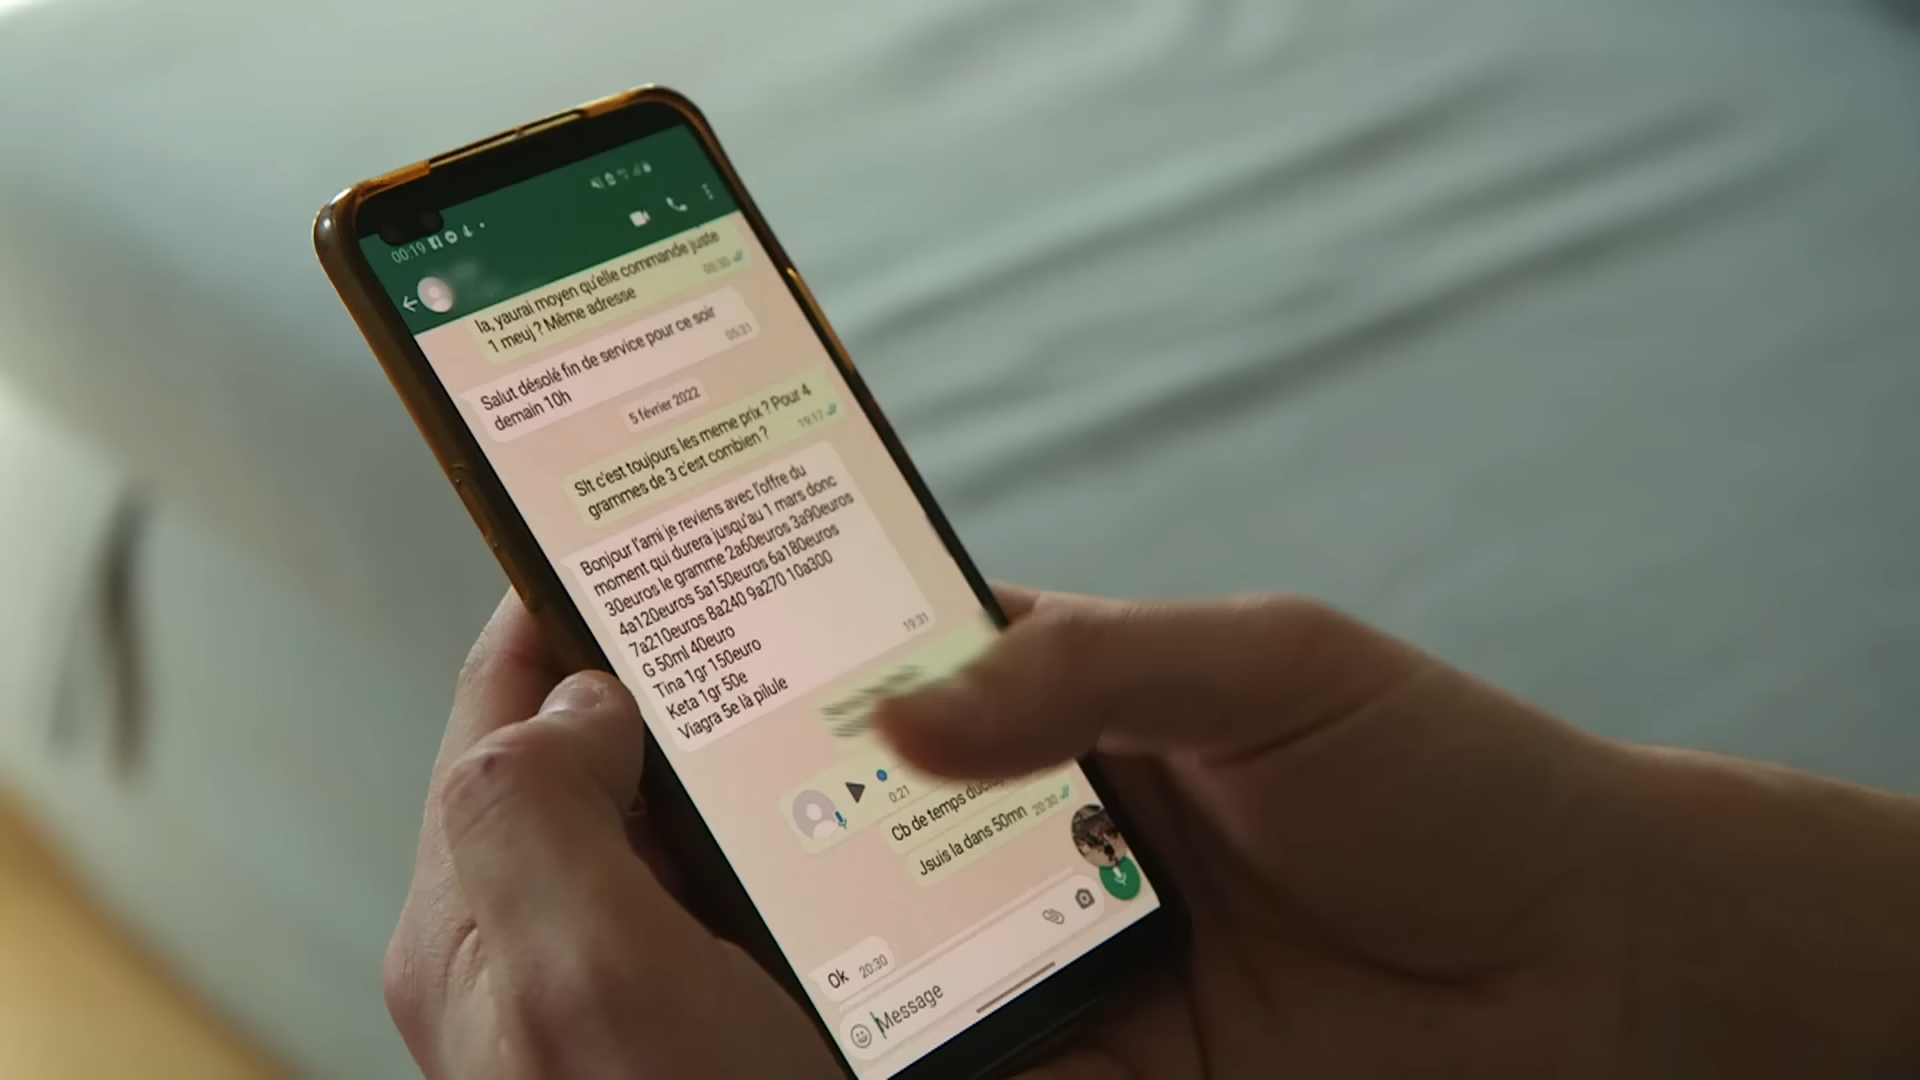 00:19
la, yaurai moyen qu'elle commande juste
1 meuj ? Même adresse
05:30
Salut désolé fin de service pour ce soir
demain 10h
05:31
5 février 2022
Slt c'est toujours les meme prix ? Pour 4
grammes de 3 c'est combien ?
19:17
Bonjour l'ami je reviens avec l'offre du
moment qui durera jusqu'au 1 mars donc
30euros le gramme 2a60euros 3a90euros
4a120euros 5a150euros 6a180euros
7a210euros 8a240 9a270 10a300
G 50ml 40euro
Tina 1gr 150euro
Keta 1gr 50e
Viagra 5e là pilule
19:31
0:21
Cb de temps
Jsuis la dans 50mn 20:30
Ok 20:30
Message